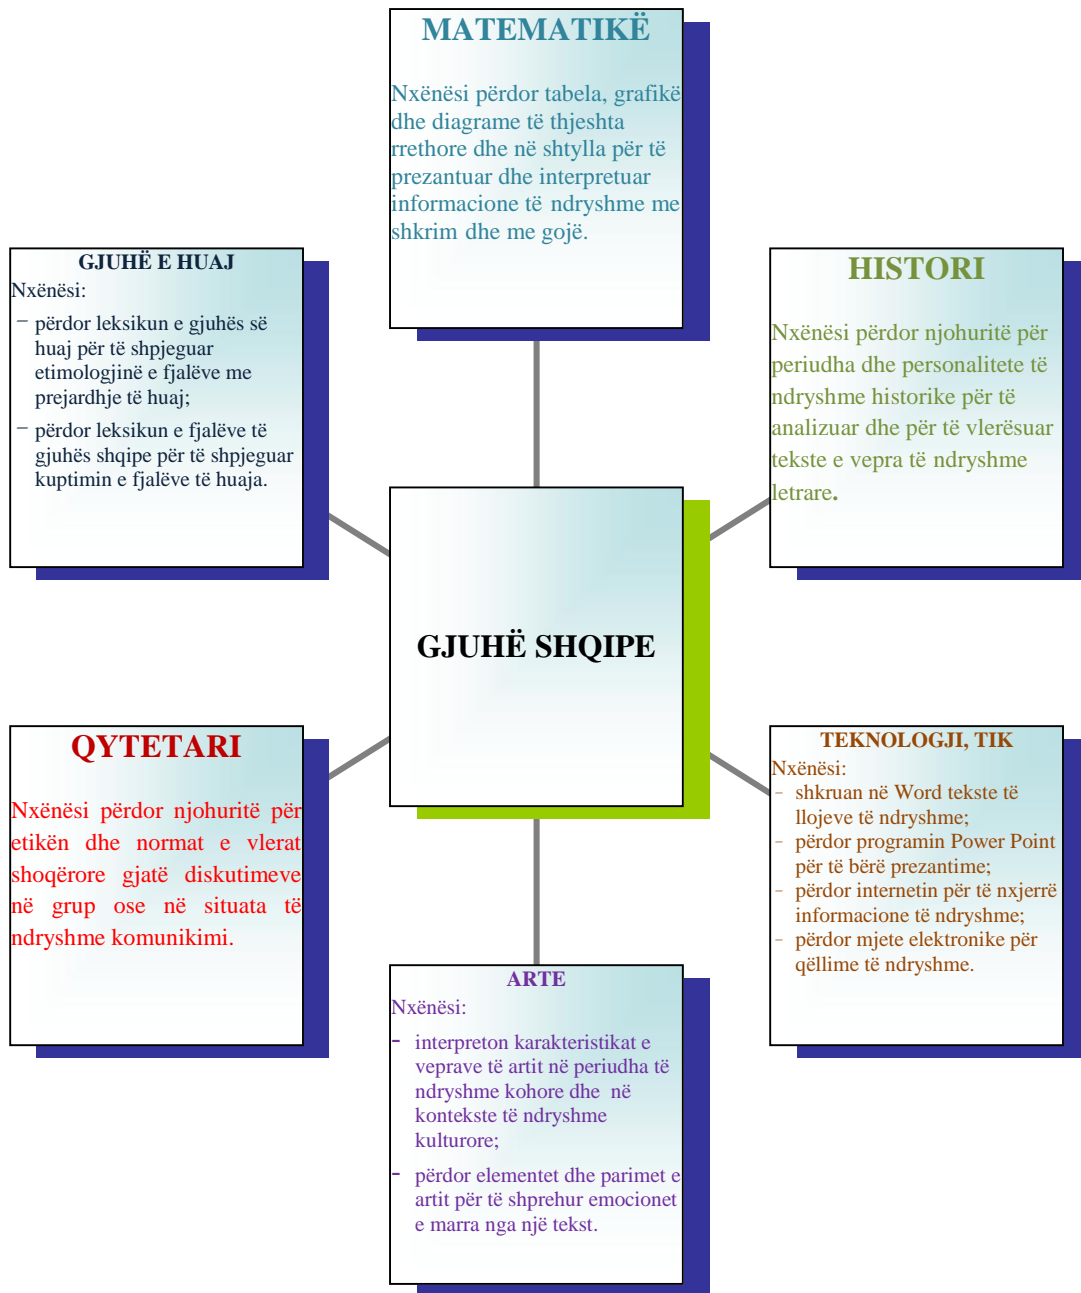 MATEMATIKË
Nxënësi përdor tabela, grafikë
dhe diagrame të thjeshta
rrethore dhe në shtylla për të
prezantuar dhe interpretuar
informacione të ndryshme me
shkrim dhe me gojë.
GJUHË E HUAJ
Nxënësi:
− përdor leksikun e gjuhës së
huaj për të shpjeguar
etimologjinë e fjalëve me
prejardhje të huaj;
− përdor leksikun e fjalëve të
gjuhës shqipe për të shpjeguar
kuptimin e fjalëve të huaja.
HISTORI
Nxënësi përdor njohuritë për
periudha dhe personalitete të
ndryshme historike për të
analizuar dhe për të vlerësuar
tekste e vepra të ndryshme
letrare.
GJUHË SHQIPE
QYTETARI
Nxënësi përdor njohuritë për
etikën dhe normat e vlerat
shoqërore gjatë diskutimeve
në grup ose në situata të
ndryshme komunikimi.
TEKNOLOGJI, TIK
Nxënësi:
- shkruan në Word tekste të
llojeve të ndryshme;
- përdor programin Power Point
për të bërë prezantime;
- përdor internetin për të nxjerrë
informacione të ndryshme;
- përdor mjete elektronike për
qëllime të ndryshme.
ARTE
Nxënësi:
- interpreton karakteristikat e
veprave të artit në periudha të
ndryshme kohore dhe në
kontekste të ndryshme
kulturore;
- përdor elementet dhe parimet e
artit për të shprehur emocionet
e marra nga një tekst.